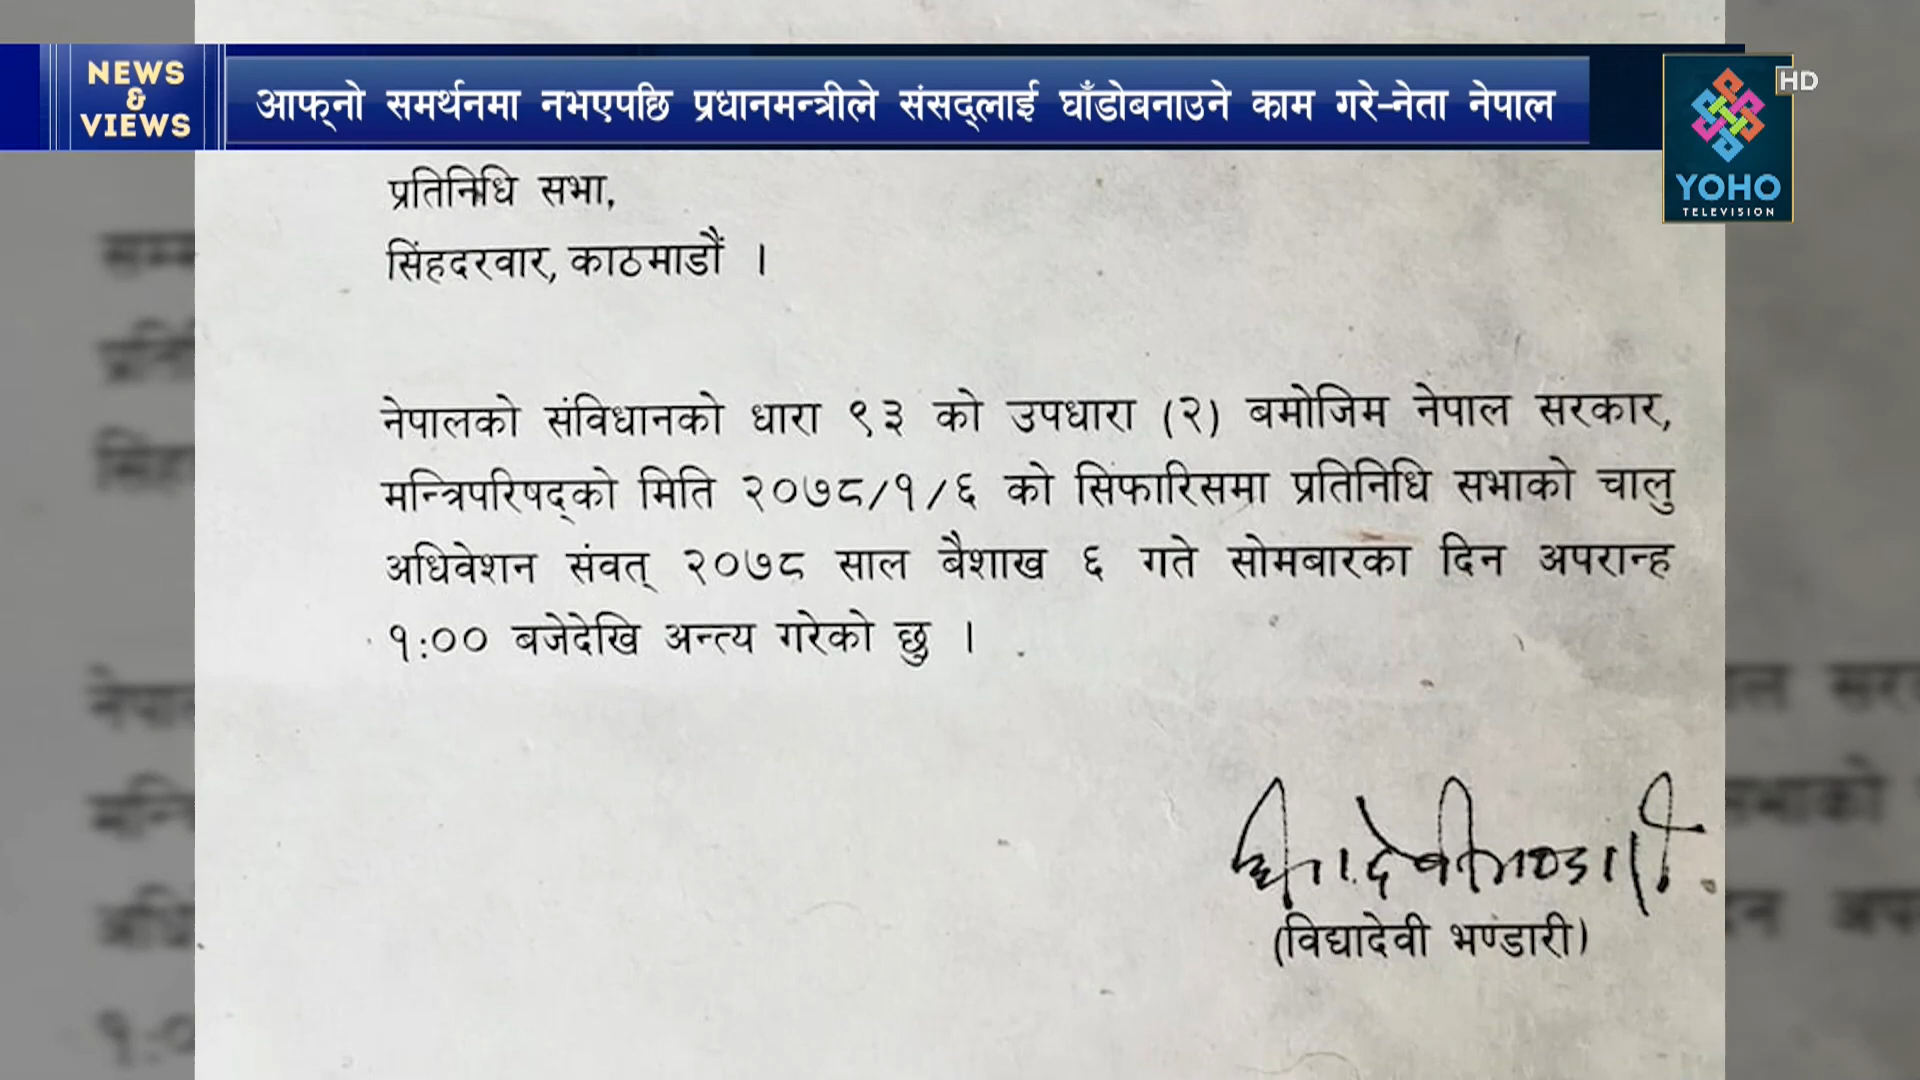 NEWS
&
VIEWS
आफ्‌नो समर्थनमा नभएपछि प्रधानमन्त्रीले संसद्‌लाई घाँडोबनाउने काम गरे-नेता नेपाल
HD
YOHO
TELEVISION
प्रतिनिधि सभा,
सिंहदरवार, काठमाडौं ।
नेपालको संविधानको धारा ९३ को उपधारा (२) बमोजिम नेपाल सरकार,
मन्त्रिपरिषद्‌को मिति २०७८/१/६ को सिफारिसमा प्रतिनिधि सभाको चालु
अधिवेशन संवत् २०७८ साल बैशाख ६ गते सोमबारका दिन अपरान्ह
१:०० बजेदेखि अन्त्य गरेको छु ।
(विद्यादेवी भण्डारी)